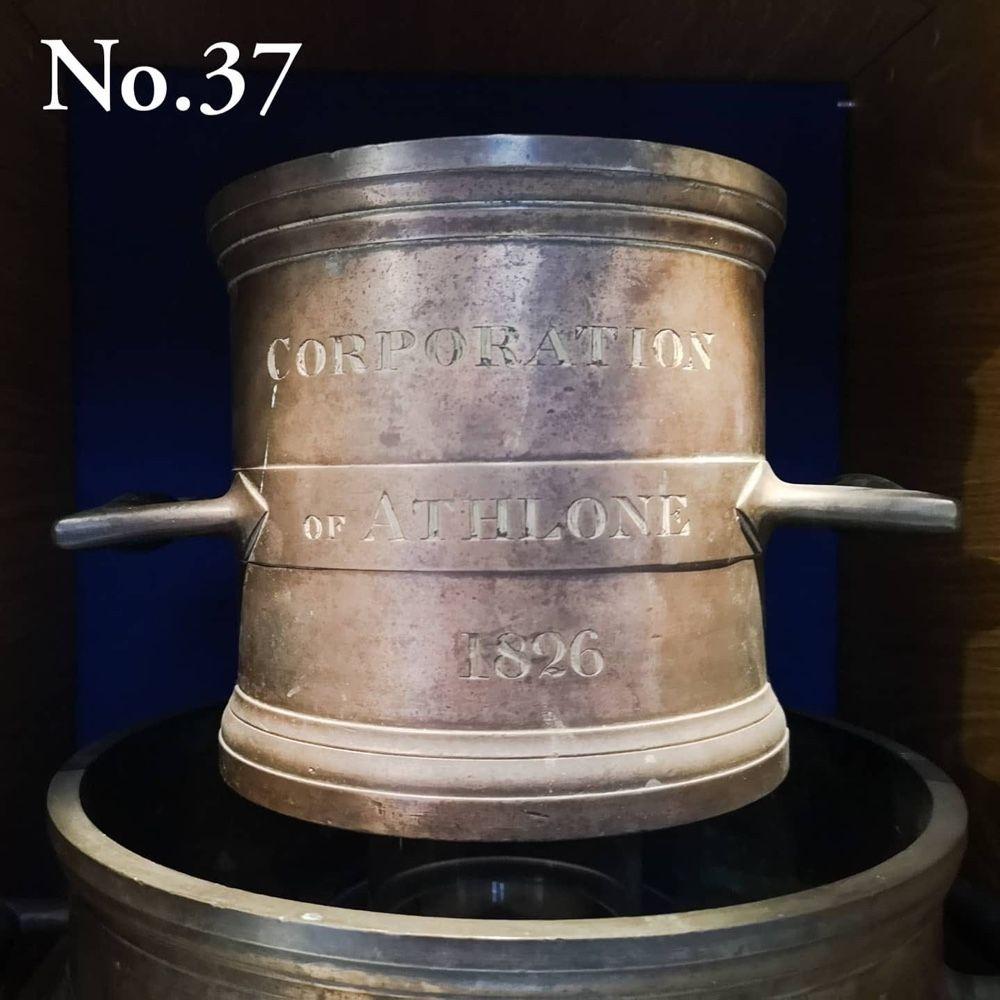 No.37
CORPORATION
OF ATHLONE
1826